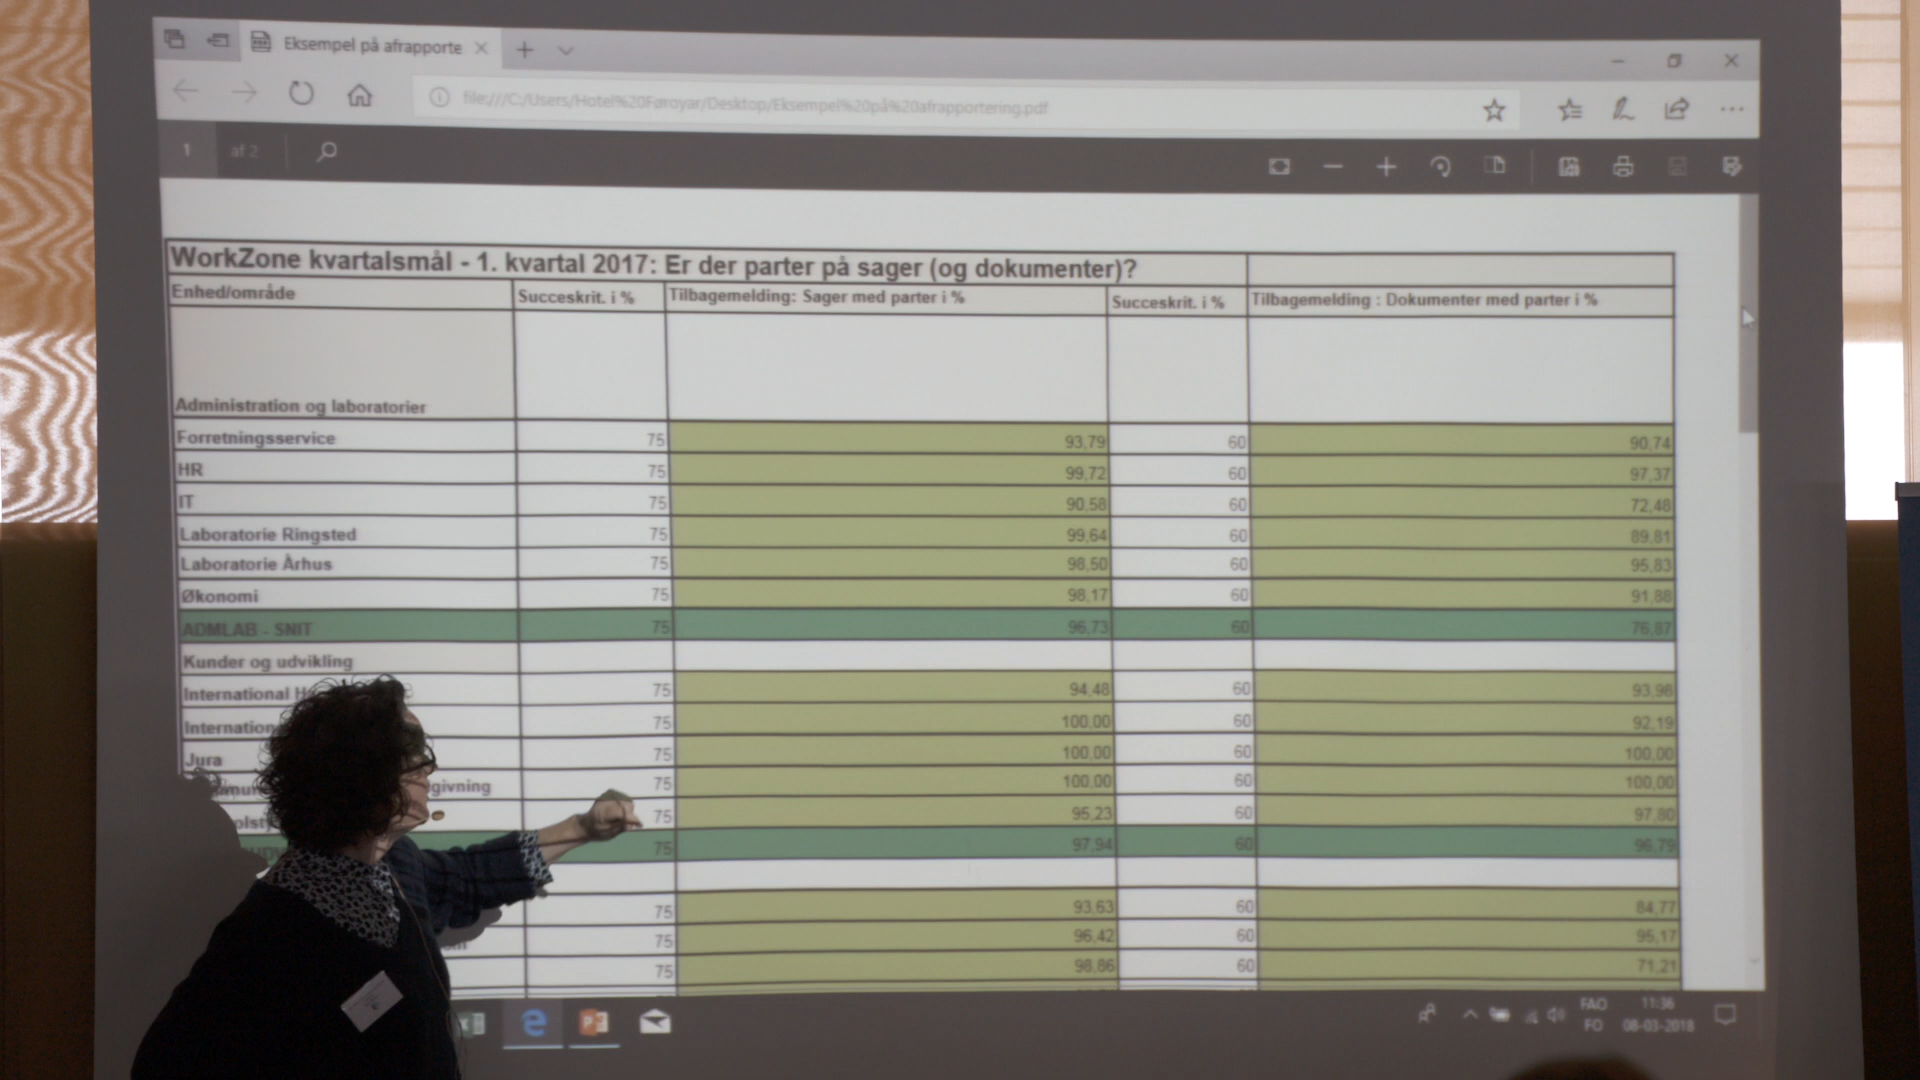 Eksempel på afrapporte
file:///C:/Users/Hotel%20Føroyar/Desktop/Eksempel%20på%20afrapportering.pdf
1 af 2
WorkZone kvartalsmål - 1. kvartal 2017: Er der parter på sager (og dokumenter)?
Enhed/område Succeskrit. i % Tilbagemelding: Sager med parter i % Succeskrit. i % Tilbagemelding : Dokumenter med parter i %
Administration og laboratorier
Forretningsservice 75 93,79 60 90,74
HR 75 99,72 60 97,37
IT 75 90,58 60 72,48
Laboratorie Ringsted 75 99,64 60 89,81
Laboratorie Århus 75 98,50 60 95,83
Økonomi 75 98,17 60 91,88
ADMLAB - SNIT 75 96,73 60 76,87
Kunder og udvikling
International 75 94,48 60 93,98
75 100,00 60 92,19
Jura 75 100,00 60 100,00
givning 75 100,00 60 100,00
75 95,23 60 97,80
75 97,94 60 96,79
75 93,63 60 84,77
75 96,42 60 95,17
75 98,86 60 71,21
FAO 11:36
FO 08-03-2018